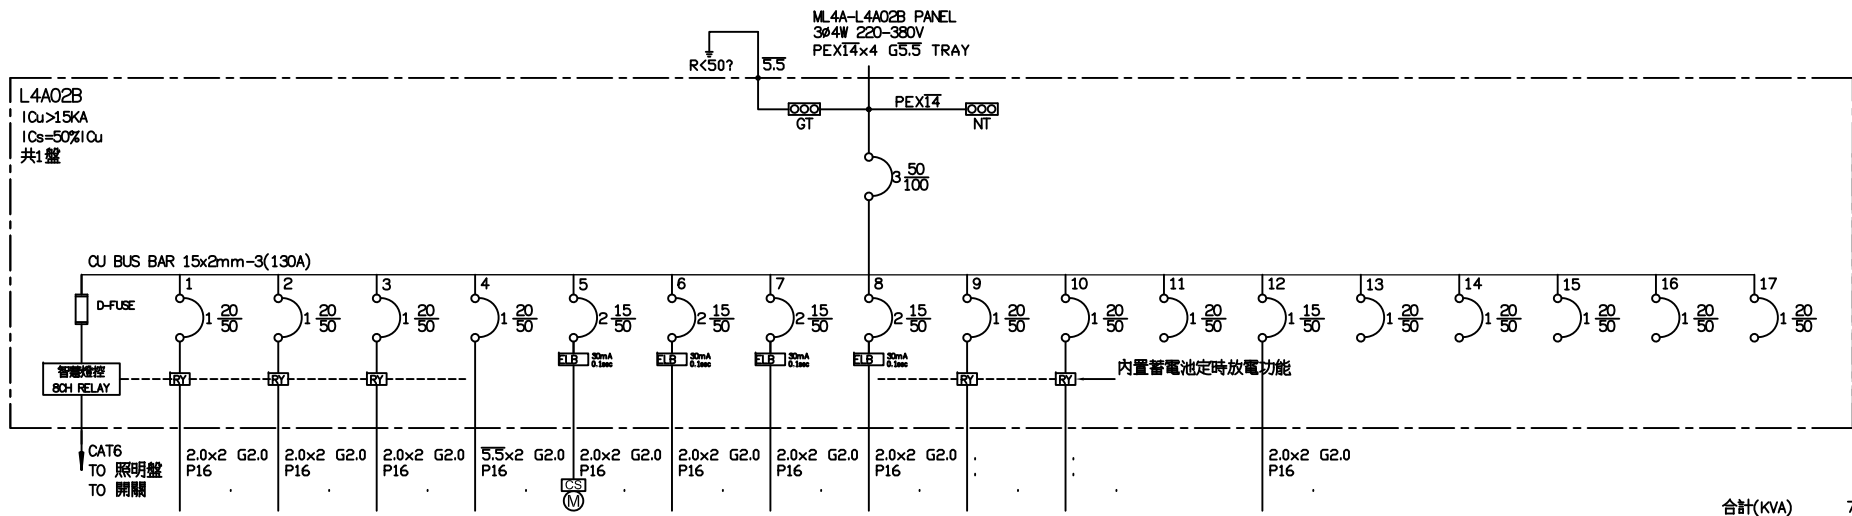 ML4A-L4A02B PANEL
3ø4W 220-380V
PEX14x4 G5.5 TRAY
R<50?
5.5
GT
PEX14
NT
L4A02B
ICu>15KA
ICs=50%ICu
共1盤
3 50
100
CU BUS BAR 15x2mm-3(130A)
D-FUSE
1
2
3
4
5
6
7
8
9
10
11
12
13
14
15
16
17
1 20
50
1 20
50
1 20
50
1 20
50
2 15
50
2 15
50
2 15
50
2 15
50
1 20
50
1 20
50
1 20
50
1 15
50
1 20
50
1 20
50
1 20
50
1 20
50
1 20
50
ELB 30mA
0.1sec
ELB 30mA
0.1sec
ELB 30mA
0.1sec
ELB 30mA
0.1sec
智慧燈控
8CH RELAY
RY
RY
RY
RY
RY
內置蓄電池定時放電功能
CAT6
TO 照明盤
TO 開關
2.0x2 G2.0
P16
2.0x2 G2.0
P16
2.0x2 G2.0
P16
5.5x2 G2.0
P16
2.0x2 G2.0
P16
2.0x2 G2.0
P16
2.0x2 G2.0
P16
2.0x2 G2.0
P16
2.0x2 G2.0
P16
CS
M
合計(KVA)
7